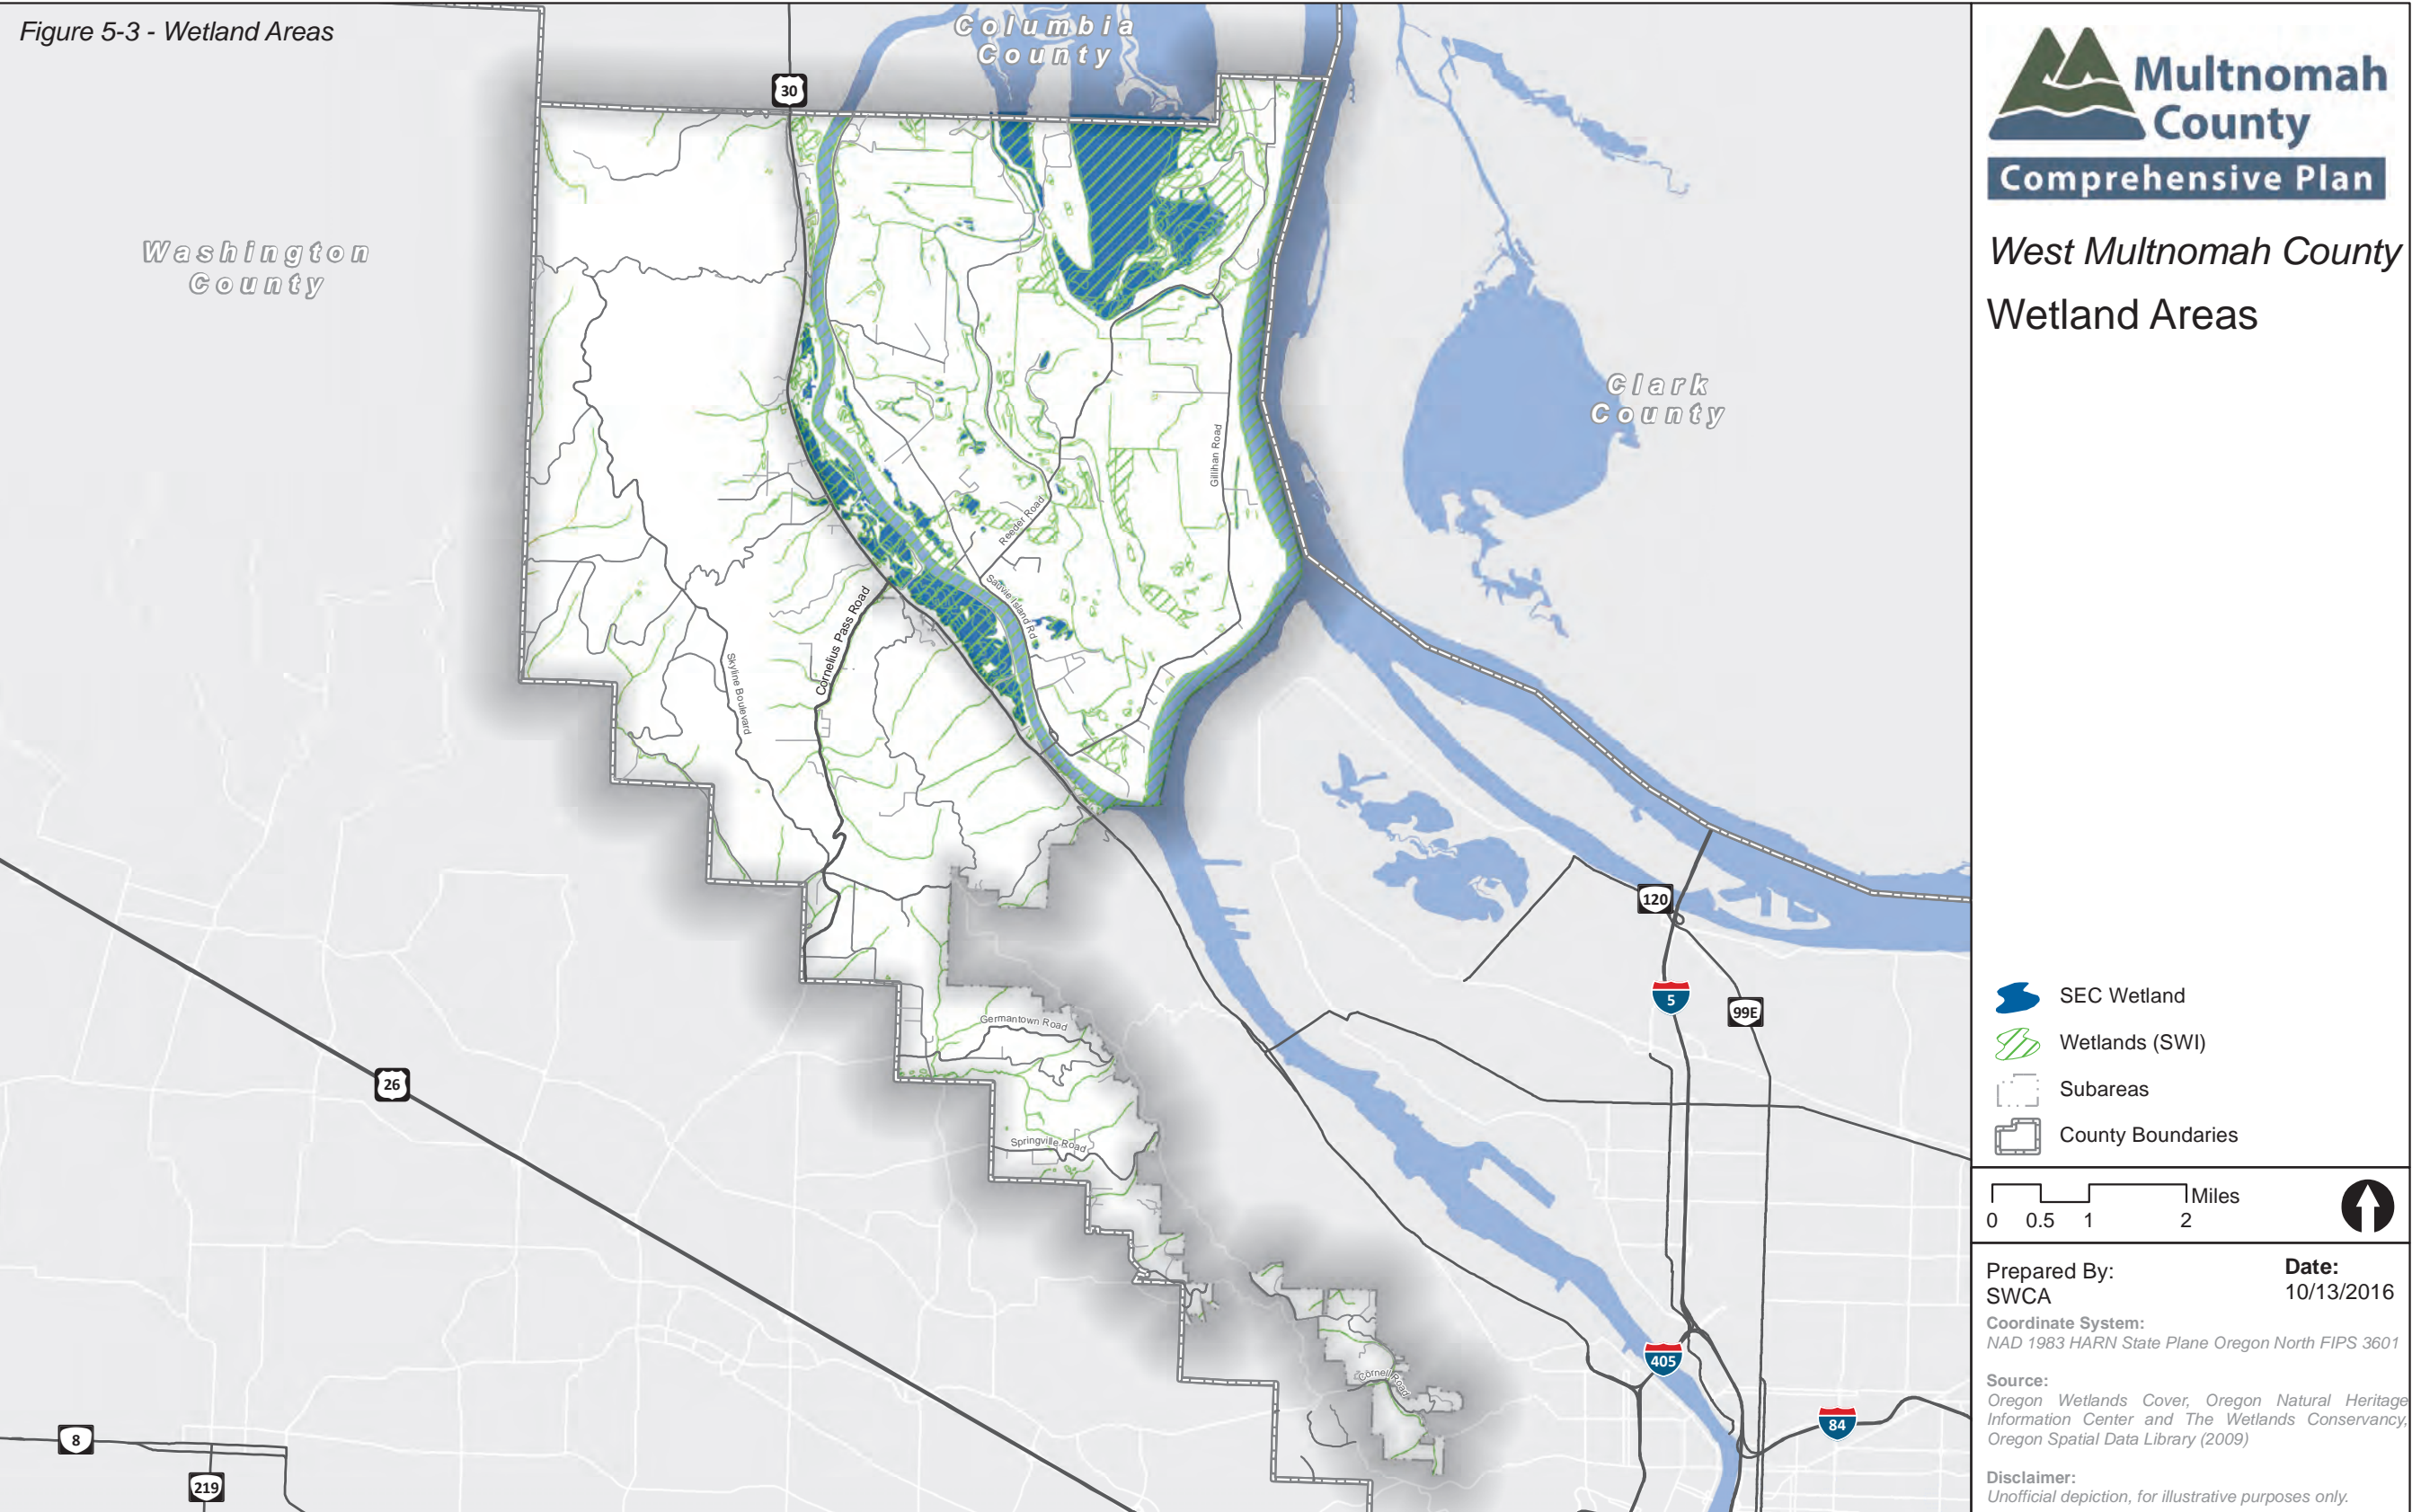 Figure 5-3 - Wetland Areas
Columbia
County
30
Washington
County
Clark
County
Gillihan Road
Reeder Road
Sauvie Island Rd
Cornelius Pass Road
Skyline Boulevard
120
5
99E
Germantown Road
26
Springville Road
405
Cornell Road
84
8
219
Multnomah
County
Comprehensive Plan
West Multnomah County
Wetland Areas
SEC Wetland
Wetlands (SWI)
Subareas
County Boundaries
Miles
0 0.5 1 2
Prepared By:
SWCA
Date:
10/13/2016
Coordinate System:
NAD 1983 HARN State Plane Oregon North FIPS 3601
Source:
Oregon Wetlands Cover, Oregon Natural Heritage
Information Center and The Wetlands Conservancy,
Oregon Spatial Data Library (2009)
Disclaimer:
Unofficial depiction, for illustrative purposes only.